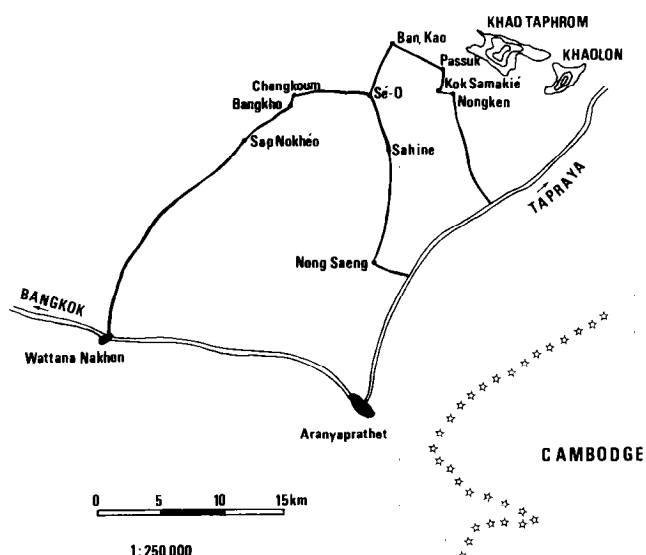 KHAO TAPHROM
Ban, Kao
Passuk
KHAOLON
Changkoum
Sé-O
Kok Samakié
Bangkho
Nongken
Sap Nokhéo
Sahine
TAPRAYA
Nong Saeng
BANGKOK
Wattana Nakhon
Aranyaprathet
CAMBODGE
0 5 10 15km
1: 250 000